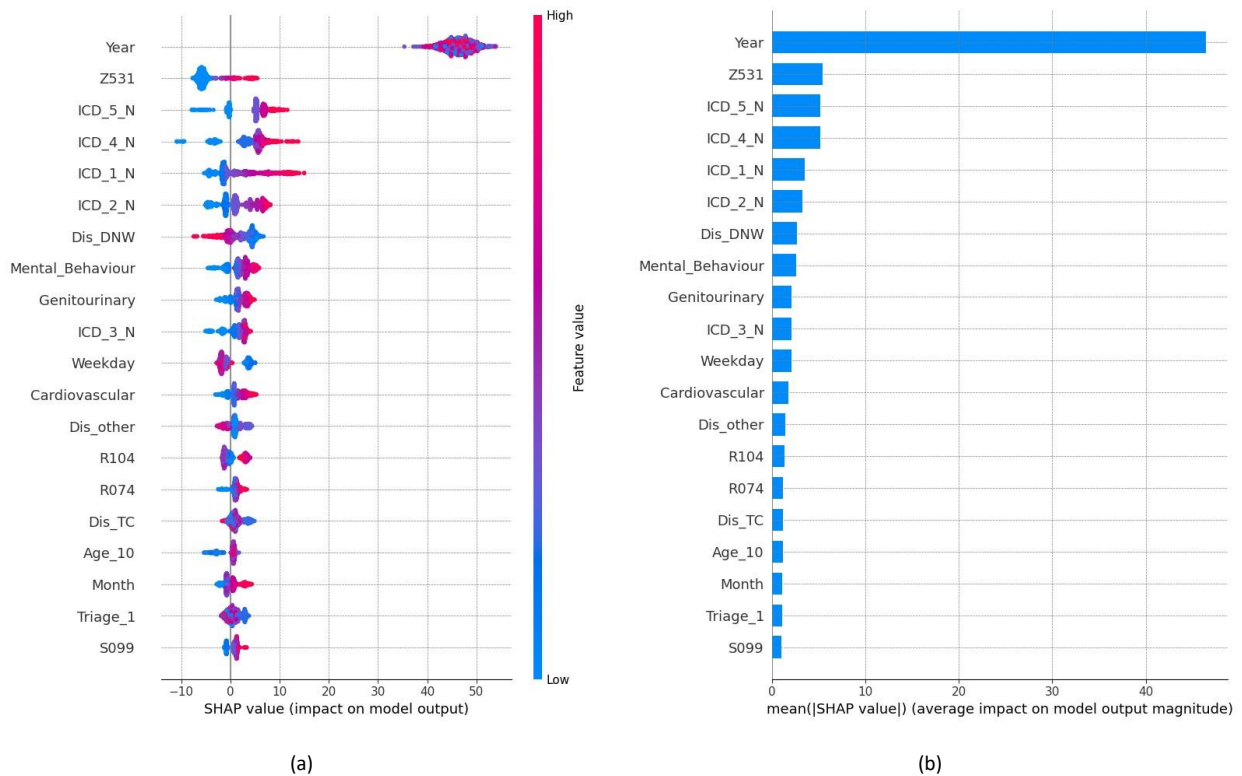 Year
Z531
ICD_5_N
ICD_4_N
ICD_1_N
ICD_2_N
Dis_DNW
Mental_Behaviour
Genitourinary
ICD_3_N
Weekday
Cardiovascular
Dis_other
R104
R074
Dis_TC
Age_10
Month
Triage_1
S099
−10 0 10 20 30 40 50
SHAP value (impact on model output)
High
Feature value
Low
(a)
Year
Z531
ICD_5_N
ICD_4_N
ICD_1_N
ICD_2_N
Dis_DNW
Mental_Behaviour
Genitourinary
ICD_3_N
Weekday
Cardiovascular
Dis_other
R104
R074
Dis_TC
Age_10
Month
Triage_1
S099
0 10 20 30 40
mean(|SHAP value|) (average impact on model output magnitude)
(b)